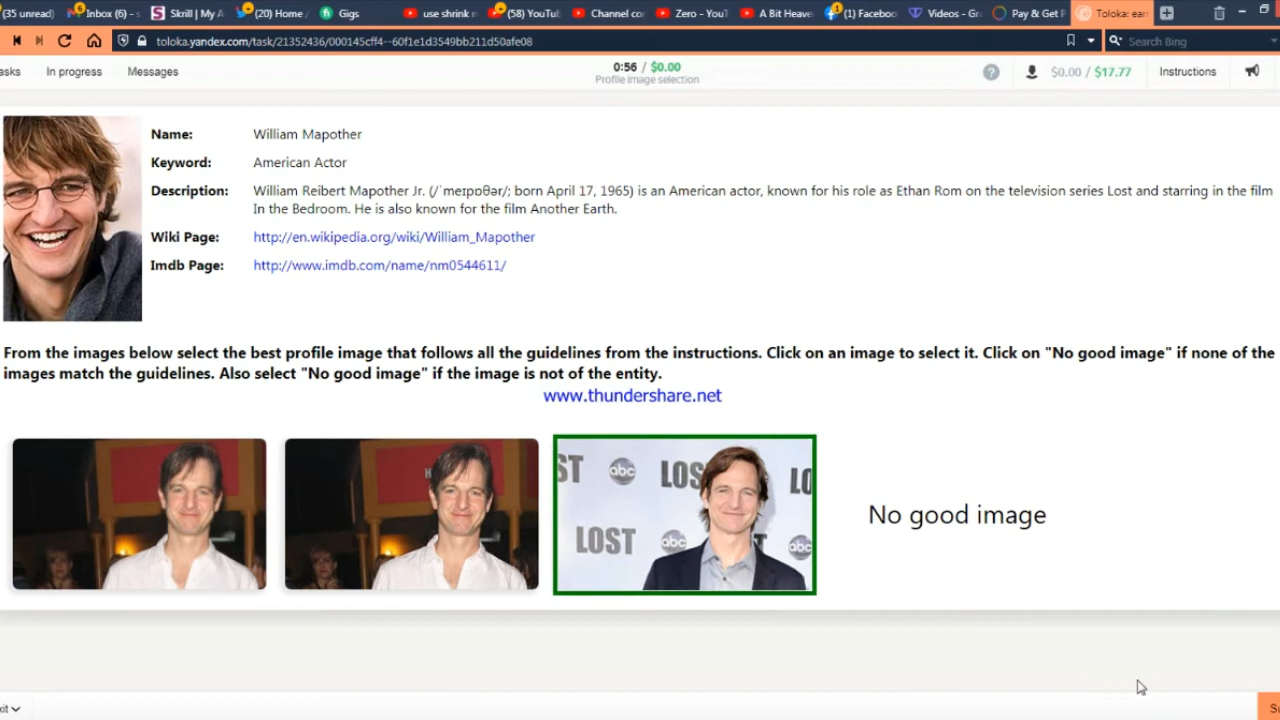 (35 unread)
Inbox (6) - s
Skrill | My A
(20) Home /
Gigs
use shrink r
(58) YouTu
Channel co
Zero - YouT
A Bit Heave
(1) Faceboo
Videos - Gra
Pay & Get P
Toloka: ear
toloka.yandex.com/task/21352436/000145cff4--60f1e1d3549bb211d50afe08
Search Bing
asks In progress Messages
0:56 / $0.00
Profile image selection
$0.00 / $17.77
Instructions
Name: William Mapother
Keyword: American Actor
Description: William Reibert Mapother Jr. (/ˈmeɪpɒθər/; born April 17, 1965) is an American actor, known for his role as Ethan Rom on the television series Lost and starring in the film
In the Bedroom. He is also known for the film Another Earth.
Wiki Page: http://en.wikipedia.org/wiki/William_Mapother
Imdb Page: http://www.imdb.com/name/nm0544611/
From the images below select the best profile image that follows all the guidelines from the instructions. Click on an image to select it. Click on "No good image" if none of the
images match the guidelines. Also select "No good image" if the image is not of the entity.
www.thundershare.net
OST abc LOS LO
LOST abc T abc
No good image
xit
Su